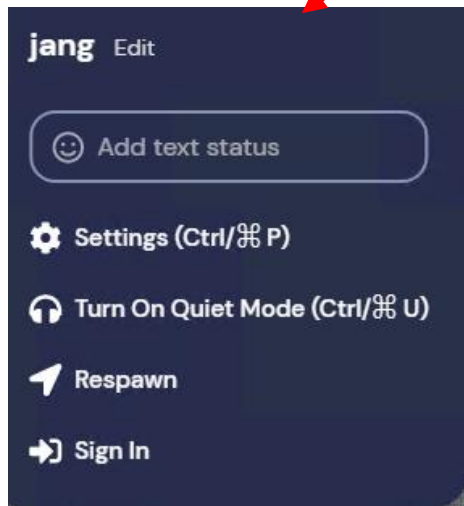 jang Edit
Add text status
Settings (Ctrl/⌘ P)
Turn On Quiet Mode (Ctrl/⌘ U)
Respawn
Sign In